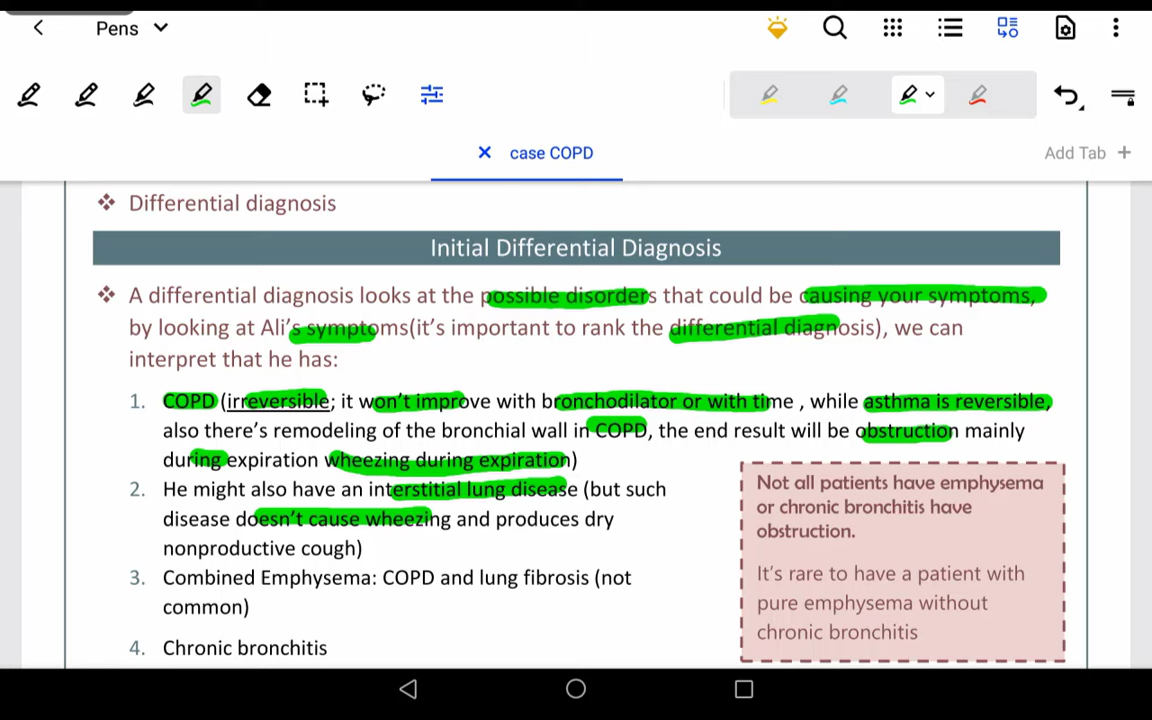 Pens
case COPD
Add Tab +
❖ Differential diagnosis
Initial Differential Diagnosis
❖ A differential diagnosis looks at the possible disorders that could be causing your symptoms,
by looking at Ali's symptoms(it's important to rank the differential diagnosis), we can
interpret that he has:
1. COPD (irreversible; it won't improve with bronchodilator or with time , while asthma is reversible,
also there's remodeling of the bronchial wall in COPD, the end result will be obstruction mainly
during expiration wheezing during expiration)
2. He might also have an interstitial lung disease (but such
disease doesn't cause wheezing and produces dry
nonproductive cough)
3. Combined Emphysema: COPD and lung fibrosis (not
common)
4. Chronic bronchitis
Not all patients have emphysema
or chronic bronchitis have
obstruction.
It's rare to have a patient with
pure emphysema without
chronic bronchitis